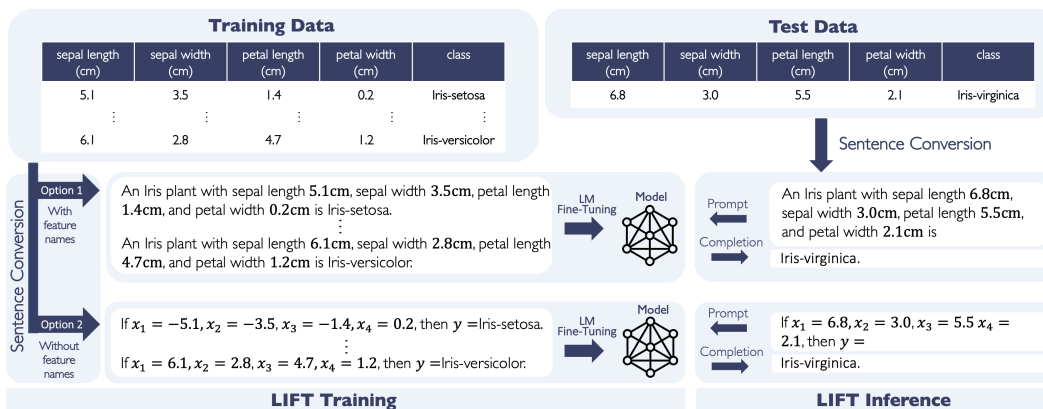 Training Data
sepal length (cm) sepal width (cm) petal length (cm) petal width (cm) class
5.1 3.5 1.4 0.2 Iris-setosa
⋮ ⋮ ⋮ ⋮ ⋮
6.1 2.8 4.7 1.2 Iris-versicolor
Test Data
sepal length (cm) sepal width (cm) petal length (cm) petal width (cm) class
6.8 3.0 5.5 2.1 Iris-virginica
Sentence Conversion
Sentence Conversion
Option 1
With
feature
names
An Iris plant with sepal length 5.1cm, sepal width 3.5cm, petal length
1.4cm, and petal width 0.2cm is Iris-setosa.
⋮
An Iris plant with sepal length 6.1cm, sepal width 2.8cm, petal length
4.7cm, and petal width 1.2cm is Iris-versicolor.
LM
Fine-Tuning
Model
Prompt
Completion
An Iris plant with sepal length 6.8cm,
sepal width 3.0cm, petal length 5.5cm,
and petal width 2.1cm is
Iris-virginica.
Option 2
Without
feature
names
If x₁ = −5.1, x₂ = −3.5, x₃ = −1.4, x₄ = 0.2, then y =Iris-setosa.
⋮
If x₁ = 6.1, x₂ = 2.8, x₃ = 4.7, x₄ = 1.2, then y =Iris-versicolor.
LM
Fine-Tuning
Model
Prompt
Completion
If x₁ = 6.8, x₂ = 3.0, x₃ = 5.5 x₄ =
2.1, then y =
Iris-virginica.
LIFT Training
LIFT Inference